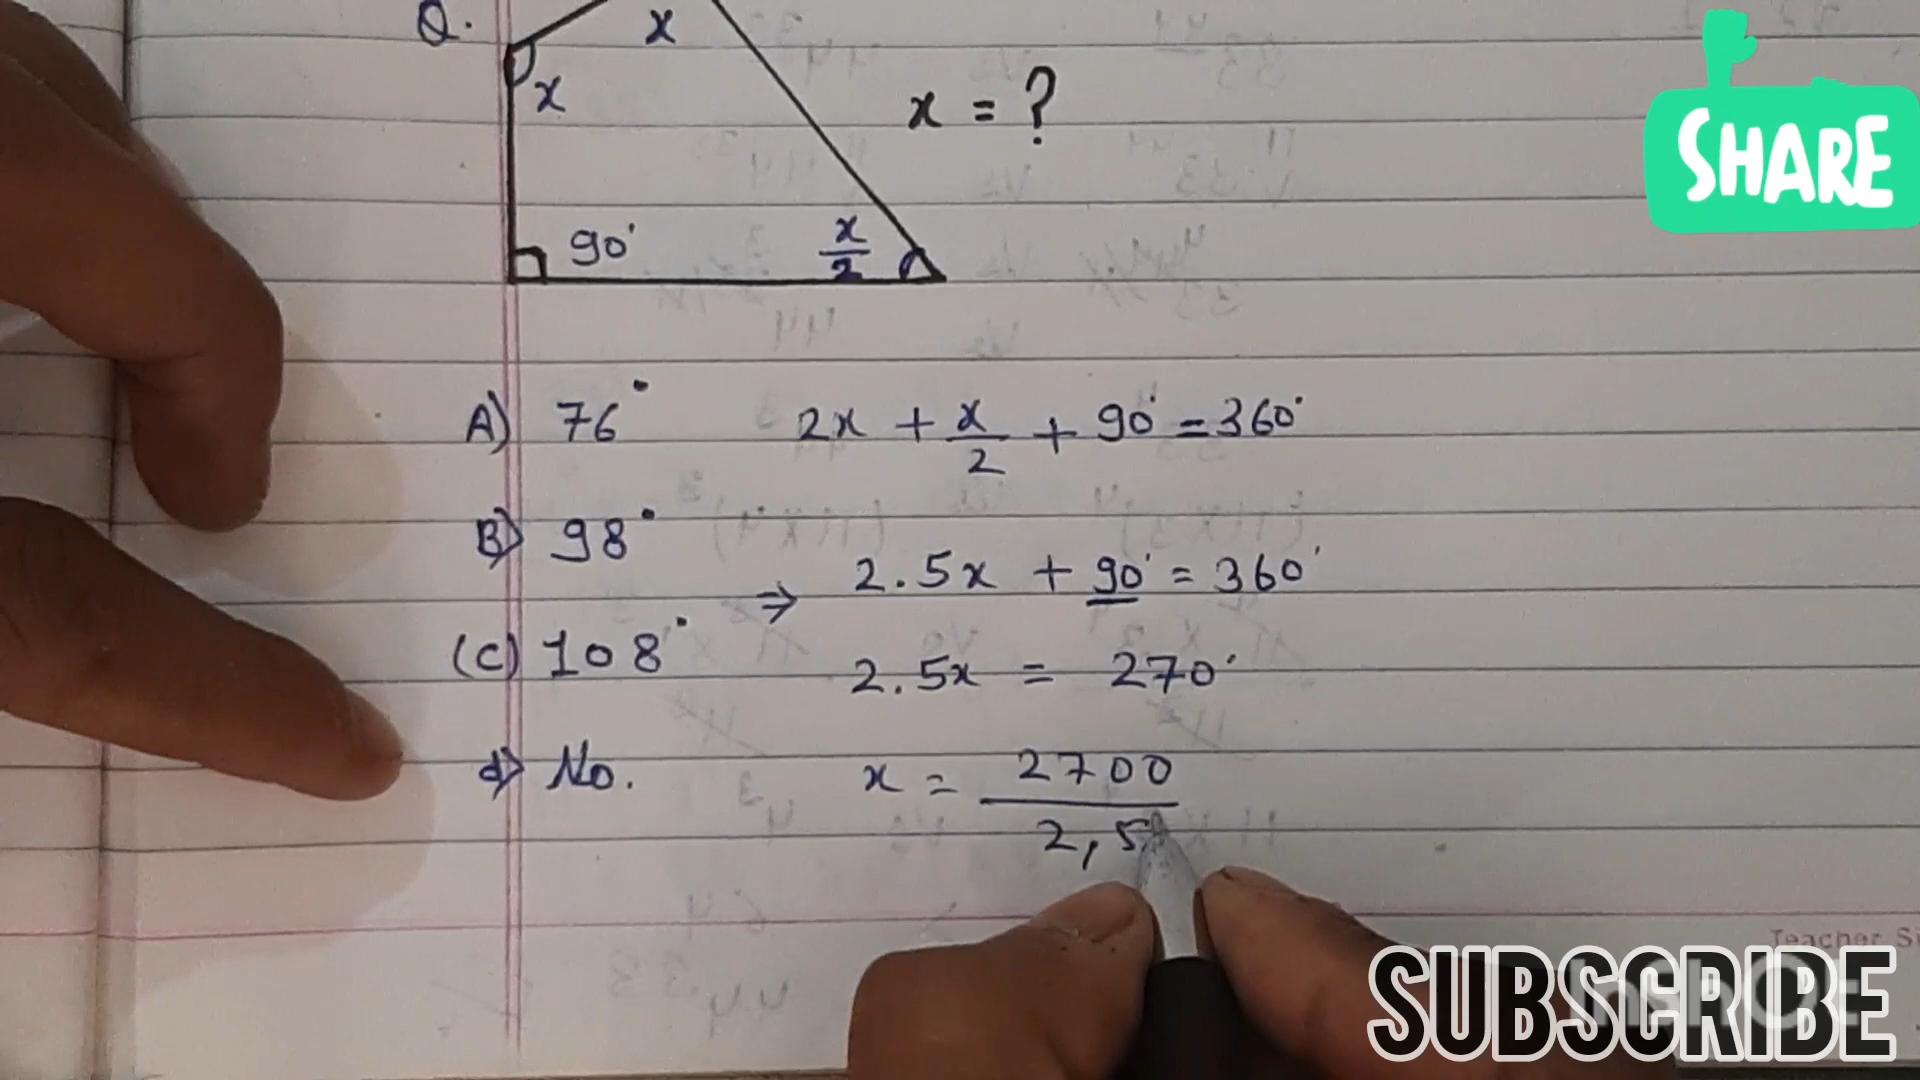 Q.
x
x
x = ?
90°
x/2
SHARE
A) 76° 2x + x/2 + 90° = 360°
B) 98°
⇒ 2.5x + 90° = 360°
(C) 108°
2.5x = 270°
d) No. x = 2700/2,5
Teacher
SUBSCRIBE